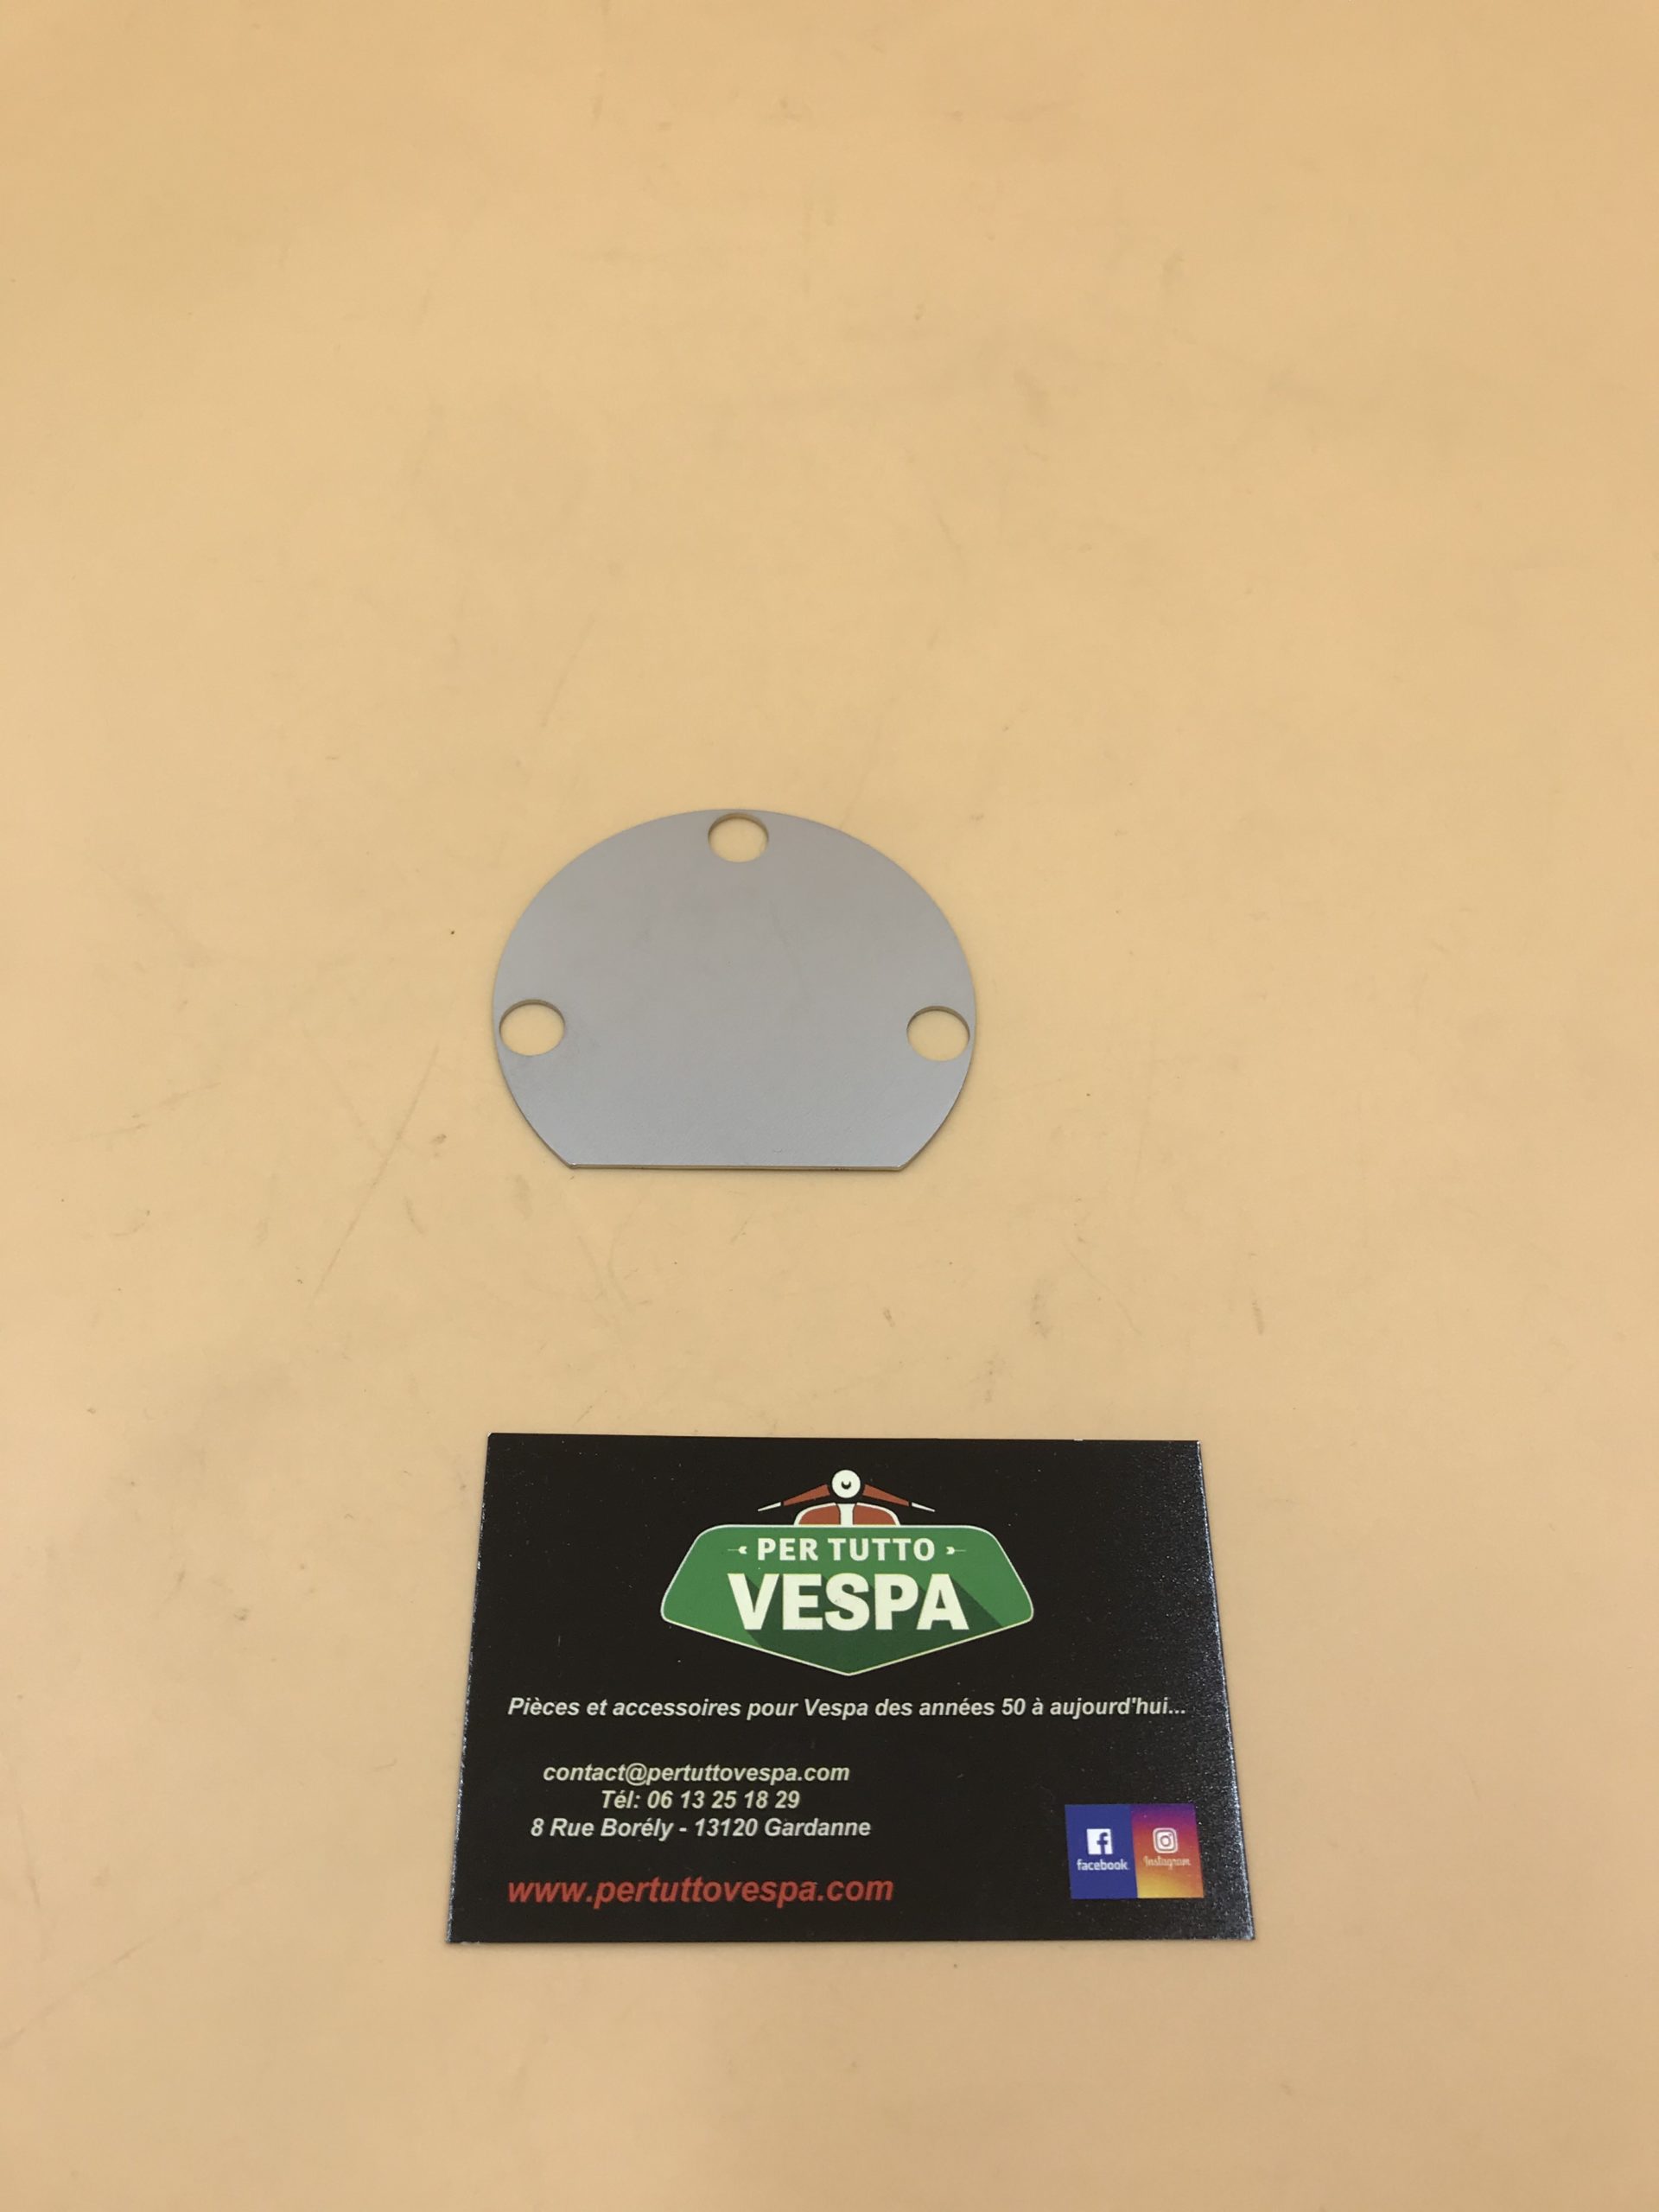 PER TUTTO
VESPA
Pièces et accessoires pour Vespa des années 50 à aujourd'hui...
contact@pertuttovespa.com
Tél: 06 13 25 18 29
8 Rue Borély - 13120 Gardanne
www.pertuttovespa.com
facebook
Instagram